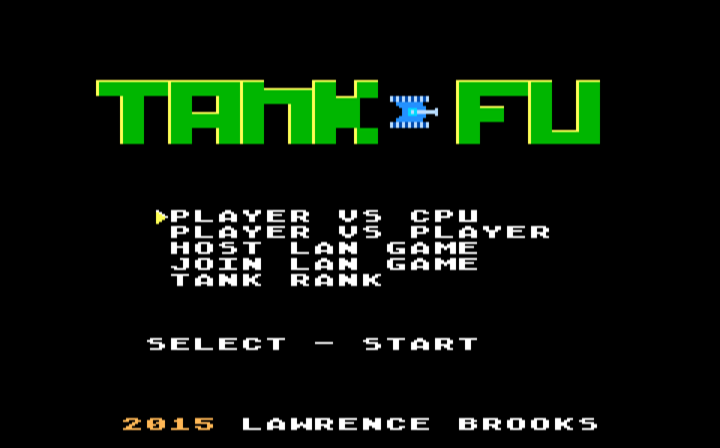 TANK FU
PLAYER VS CPU
PLAYER VS PLAYER
HOST LAN GAME
JOIN LAN GAME
TANK RANK
SELECT - START
2015 LAWRENCE BROOKS